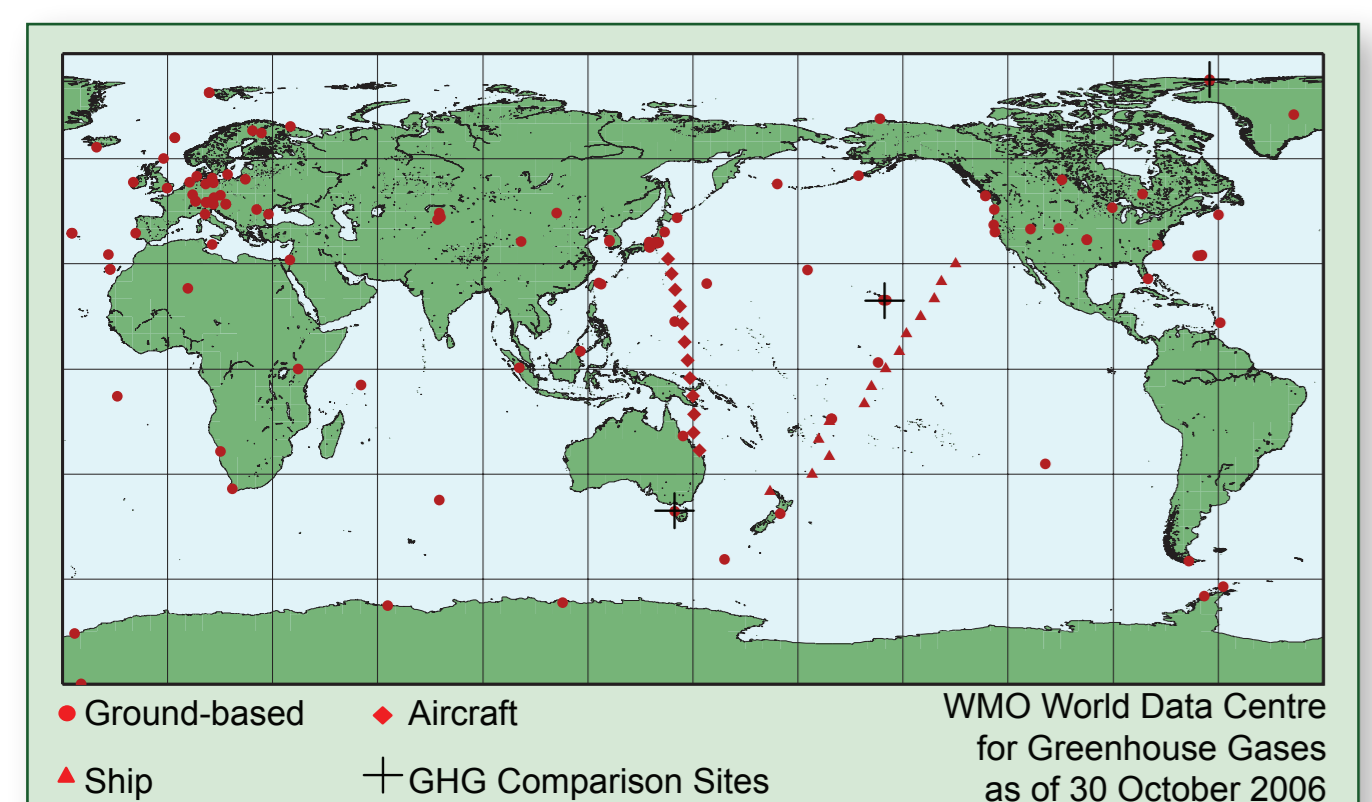 Ground-based
Aircraft
Ship
GHG Comparison Sites
WMO World Data Centre
for Greenhouse Gases
as of 30 October 2006